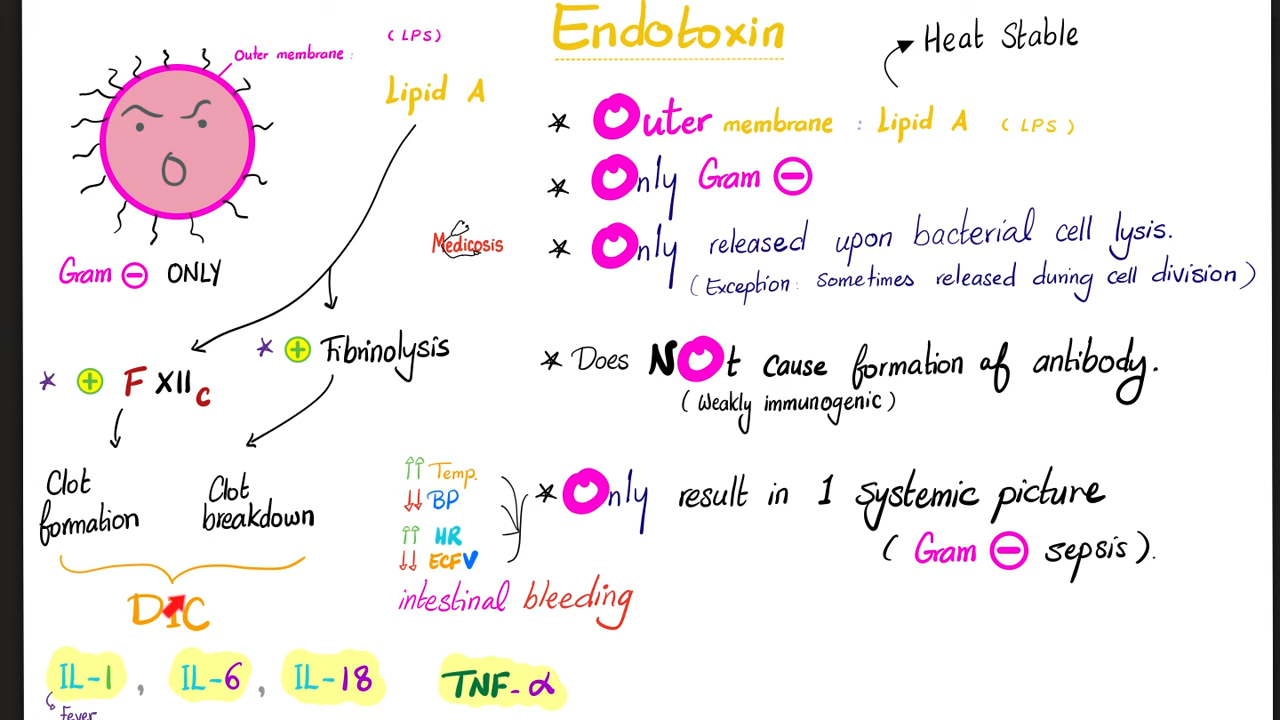 Endotoxin
Heat Stable
(LPS)
Outer membrane :
Lipid A
* Outer membrane : Lipid A (LPS)
* Only Gram ⊖
Medicosis
* Only released upon bacterial cell lysis.
(Exception: Sometimes released during cell division)
Gram ⊖ ONLY
* ⊕ Fibrinolysis
* ⊕ F XII c
* Does NOt cause formation of antibody.
(Weakly immunogenic)
Clot
formation
Clot
breakdown
⇈ Temp.
⇊ BP
⇈ HR
⇊ ECFV
intestinal bleeding
* Only result in 1 systemic picture
(Gram ⊖ sepsis).
DIC
IL-1, IL-6, IL-18 TNF-α
Fever